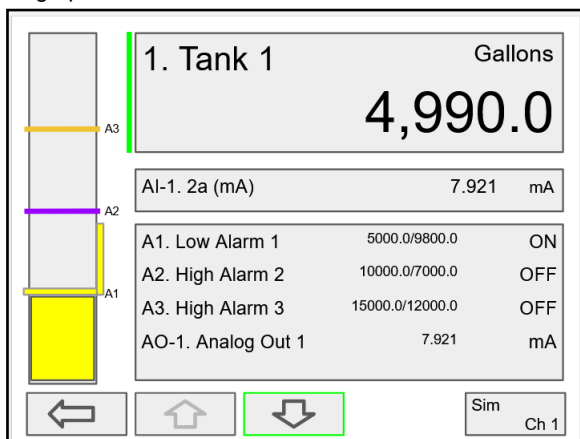 1. Tank 1 Gallons
4,990.0
A3
AI-1. 2a (mA) 7.921 mA
A2
A1. Low Alarm 1 5000.0/9800.0 ON
A2. High Alarm 2 10000.0/7000.0 OFF
A1
A3. High Alarm 3 15000.0/12000.0 OFF
AO-1. Analog Out 1 7.921 mA
Sim
Ch 1